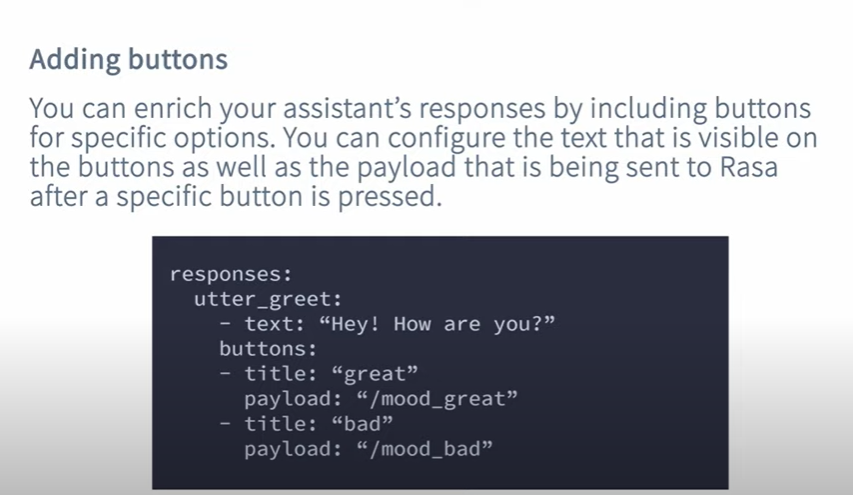 Adding buttons
You can enrich your assistant’s responses by including buttons
for specific options. You can configure the text that is visible on
the buttons as well as the payload that is being sent to Rasa
after a specific button is pressed.
responses:
  utter_greet:
    - text: “Hey! How are you?”
    buttons:
    - title: “great”
      payload: “/mood_great”
    - title: “bad”
      payload: “/mood_bad”